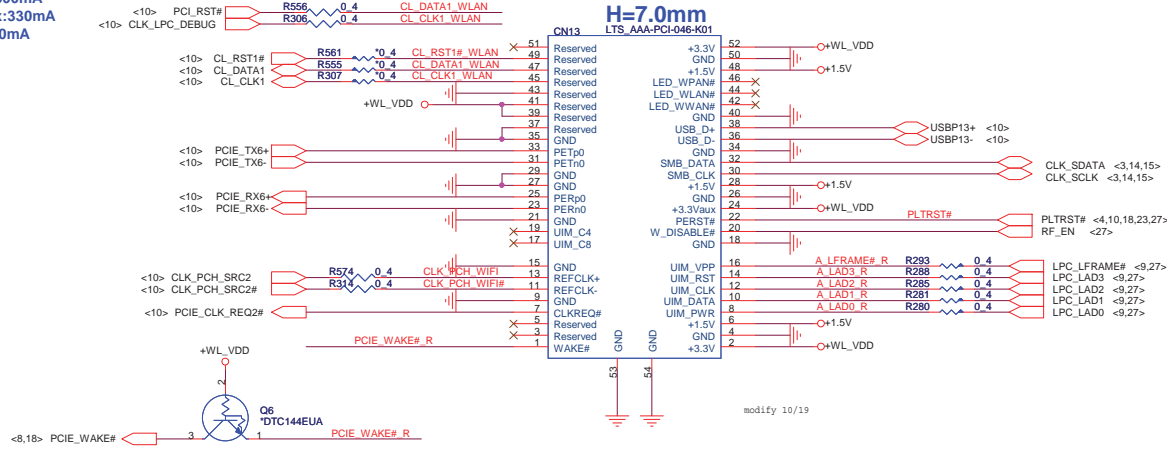 x:330mA
0mA
<10> PCI_RST# R556 0_4 CL_DATA1_WLAN
<10> CLK_LPC_DEBUG R306 0_4 CL_CLK1_WLAN
H=7.0mm
CN13 LTS_AAA-PCI-046-K01
51 Reserved +3.3V 52 +WL_VDD
<10> CL_RST1# R561 *0_4 CL_RST1#_WLAN 49 Reserved GND 50
<10> CL_DATA1 R555 *0_4 CL_DATA1_WLAN 47 Reserved +1.5V 48 +1.5V
<10> CL_CLK1 R307 *0_4 CL_CLK1_WLAN 45 Reserved LED_WPAN# 46
43 Reserved LED_WLAN# 44
+WL_VDD 41 Reserved LED_WWAN# 42
39 Reserved GND 40
37 Reserved USB_D+ 38 USBP13+ <10>
35 GND USB_D- 36 USBP13- <10>
<10> PCIE_TX6+ 33 PETp0 GND 34
<10> PCIE_TX6- 31 PETn0 SMB_DATA 32 CLK_SDATA <3,14,15>
29 GND SMB_CLK 30 CLK_SCLK <3,14,15>
27 GND +1.5V 28 +1.5V
<10> PCIE_RX6+ 25 PERp0 GND 26
<10> PCIE_RX6- 23 PERn0 +3.3Vaux 24 +WL_VDD
21 GND PERST# 22 PLTRST# PLTRST# <4,10,18,23,27>
19 UIM_C4 W_DISABLE# 20 RF_EN <27>
17 UIM_C8 GND 18
15 GND UIM_VPP 16 A_LFRAME#_R R293 0_4 LPC_LFRAME# <9,27>
<10> CLK_PCH_SRC2 R574 0_4 CLK_PCH_WIFI 13 REFCLK+ UIM_RST 14 A_LAD3_R R288 0_4 LPC_LAD3 <9,27>
<10> CLK_PCH_SRC2# R314 0_4 CLK_PCH_WIFI# 11 REFCLK- UIM_CLK 12 A_LAD2_R R285 0_4 LPC_LAD2 <9,27>
9 GND UIM_DATA 10 A_LAD1_R R281 0_4 LPC_LAD1 <9,27>
<10> PCIE_CLK_REQ2# 7 CLKREQ# UIM_PWR 8 A_LAD0_R R280 0_4 LPC_LAD0 <9,27>
5 Reserved +1.5V 6 +1.5V
3 Reserved GND 4
PCIE_WAKE#_R 1 WAKE# +3.3V 2 +WL_VDD
GND GND
53 54
+WL_VDD
2
Q6
*DTC144EUA
modify 10/19
<8,18> PCIE_WAKE# 3 1 PCIE_WAKE#_R